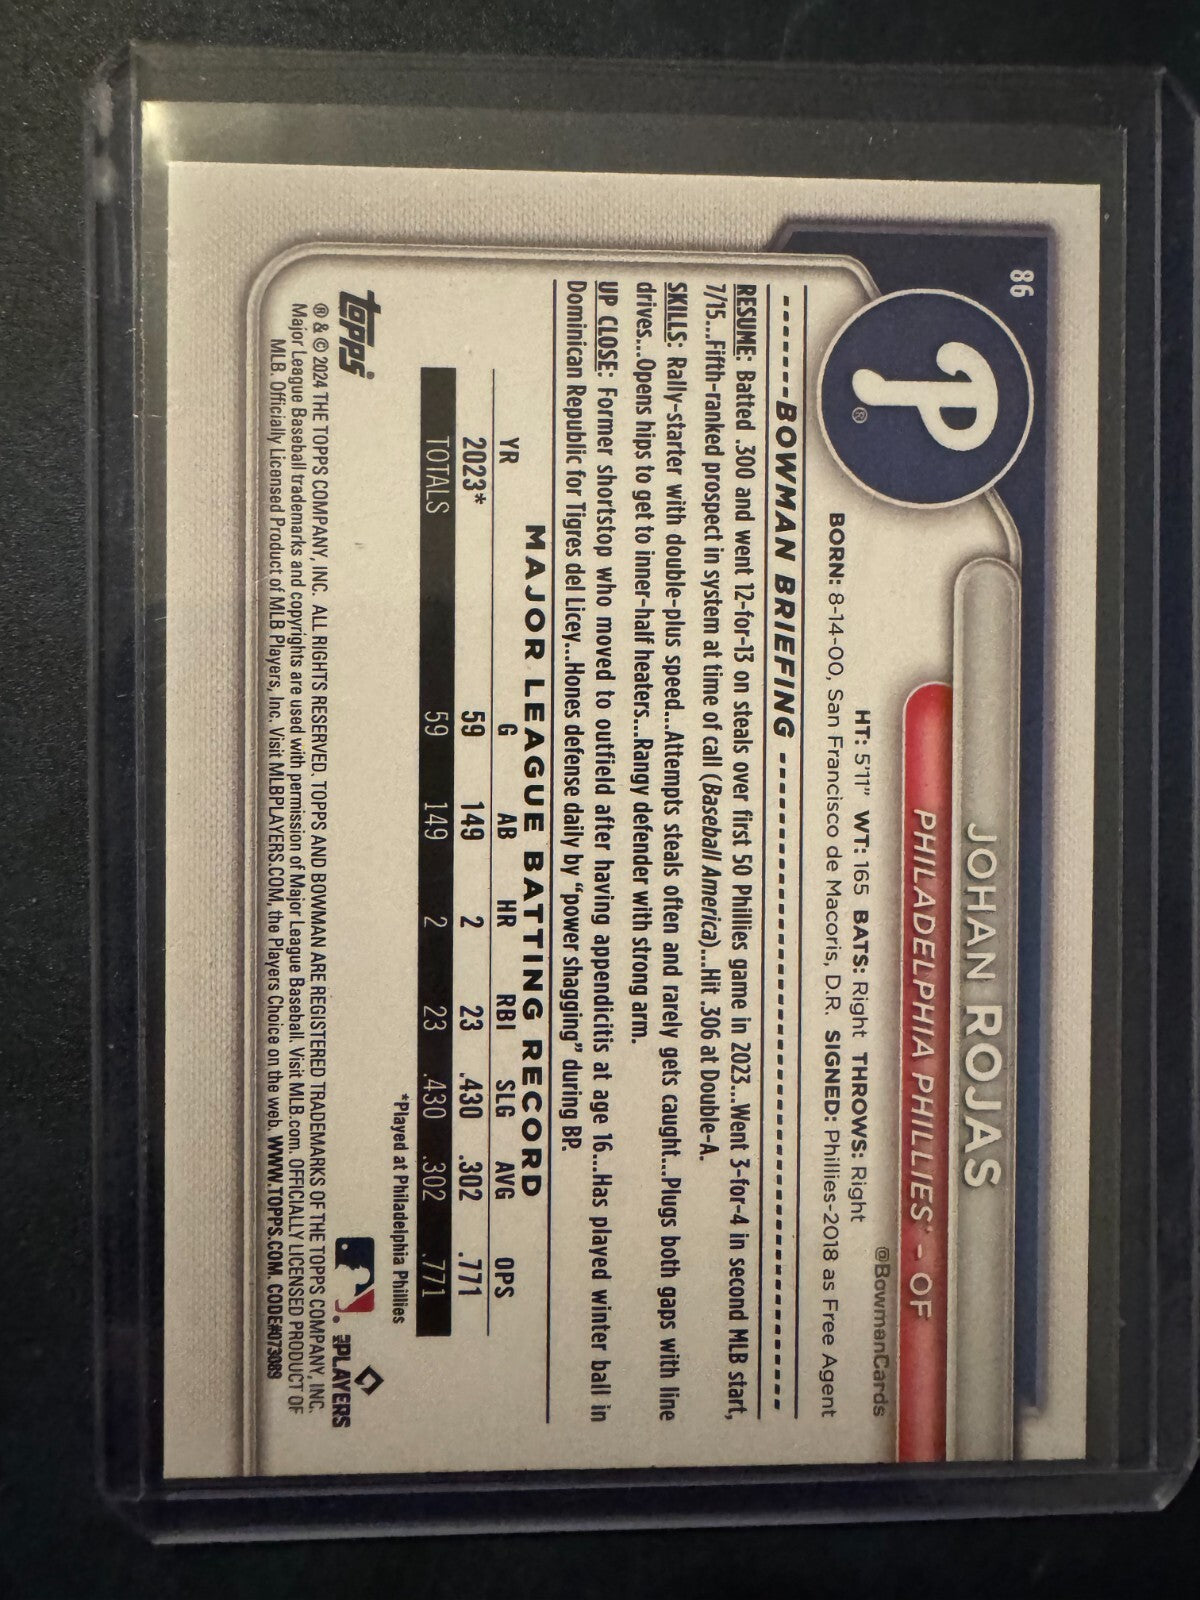 86
JOHAN ROJAS
PHILADELPHIA PHILLIES® - OF
P®
@BowmanCards
HT: 5'11" WT: 165 BATS: Right THROWS: Right
BORN: 8-14-00, San Francisco de Macoris, D.R. SIGNED: Phillies-2018 as Free Agent
BOWMAN BRIEFING
RESUME: Batted .300 and went 12-for-13 on steals over first 50 Phillies game in 2023...Went 3-for-4 in second MLB start,
7/15...Fifth-ranked prospect in system at time of call (Baseball America)...Hit .306 at Double-A.
SKILLS: Rally-starter with double-plus speed...Attempts steals often and rarely gets caught...Plugs both gaps with line
drives...Opens hips to get to inner-half heaters...Rangy defender with strong arm.
UP CLOSE: Former shortstop who moved to outfield after having appendicitis at age 16...Has played winter ball in
Dominican Republic for Tigres del Licey...Hones defense daily by “power shagging” during BP.
MAJOR LEAGUE BATTING RECORD
YR G AB HR RBI SLG AVG OPS
2023* 59 149 2 23 .430 .302 .771
TOTALS 59 149 2 23 .430 .302 .771
*Played at Philadelphia Phillies
topps®
MLB PLAYERS
® & © 2024 THE TOPPS COMPANY, INC. ALL RIGHTS RESERVED. TOPPS AND BOWMAN ARE REGISTERED TRADEMARKS OF THE TOPPS COMPANY, INC.
Major League Baseball trademarks and copyrights are used with permission of Major League Baseball. Visit MLB.com. OFFICIALLY LICENSED PRODUCT OF
MLB. Officially Licensed Product of MLB Players, Inc. Visit MLBPLAYERS.COM, the Players Choice on the web. WWW.TOPPS.COM. CODE#073089